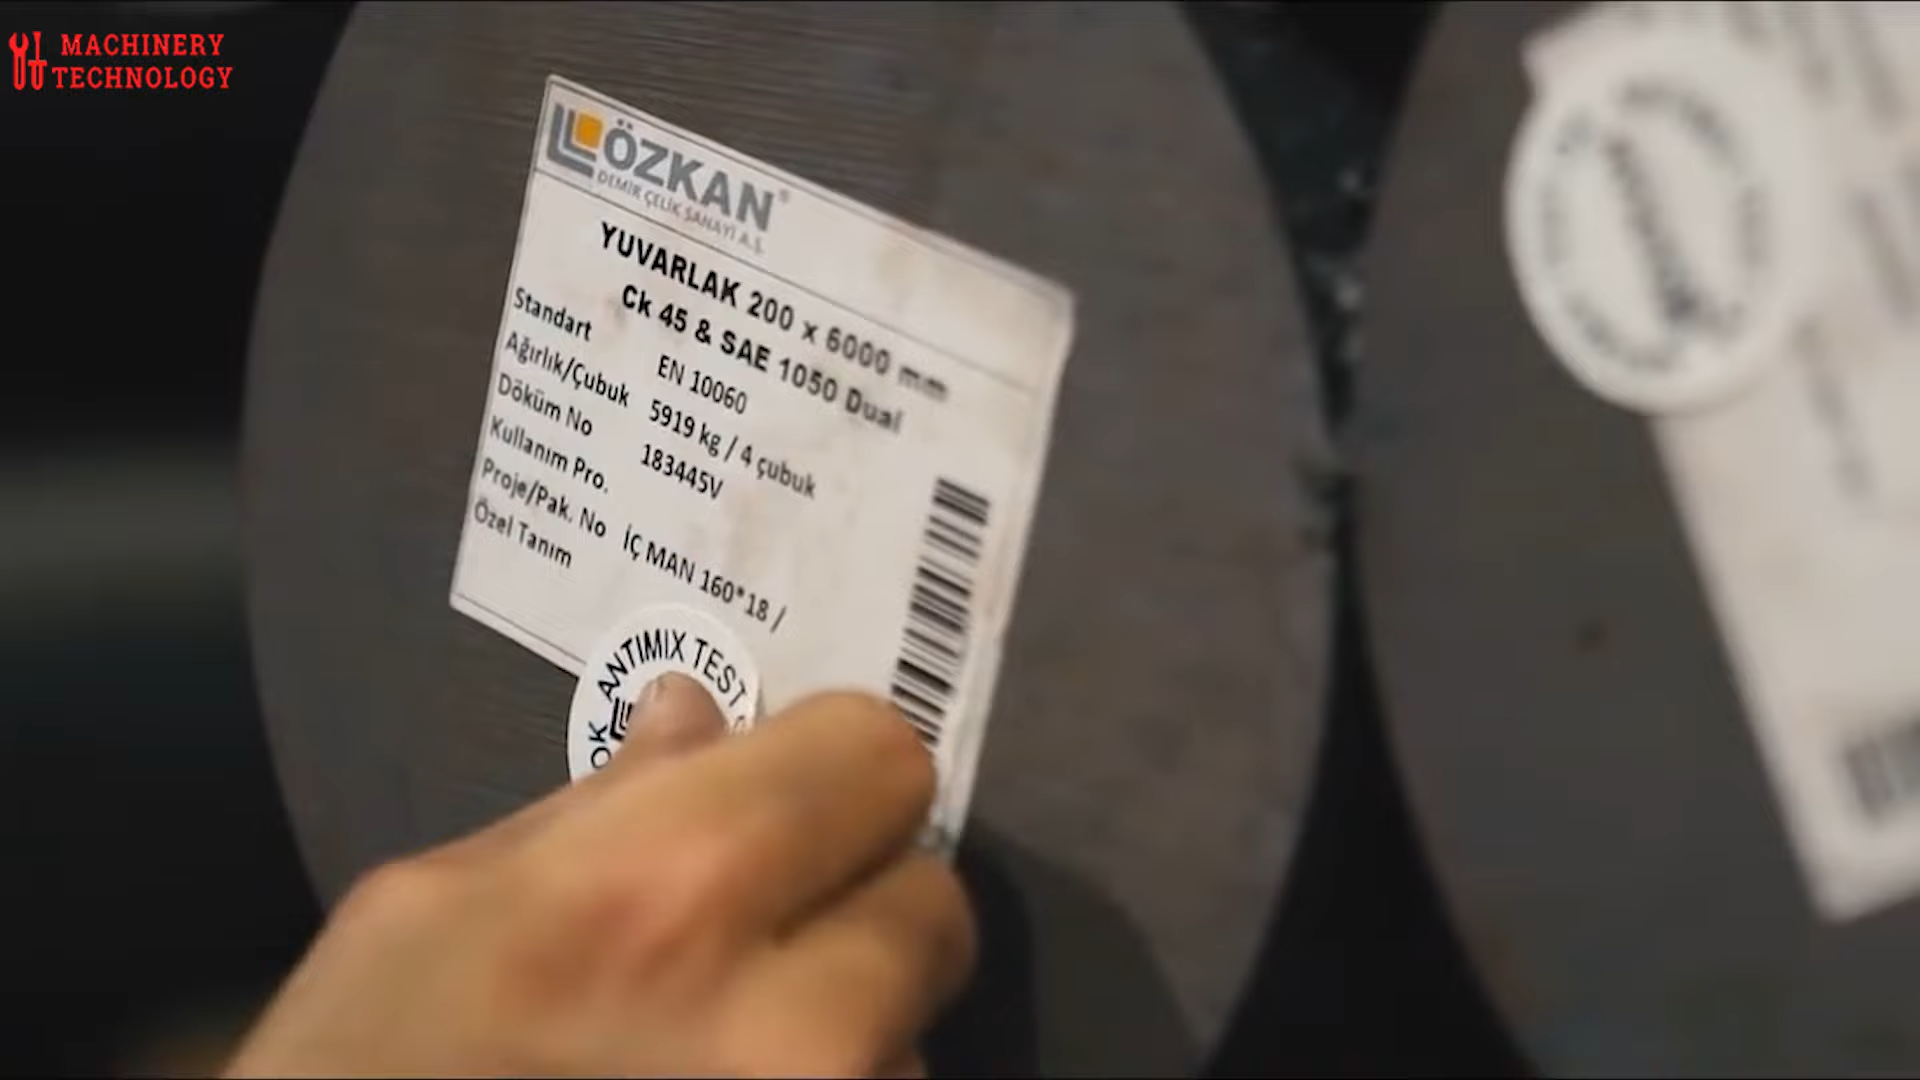 MACHINERY
TECHNOLOGY
ÖZKAN®
DEMİR ÇELİK SANAYİ A.Ş.
YUVARLAK 200 x 6000 mm
Ck 45 & SAE 1050 Dual
Standart EN 10060
Ağırlık/Çubuk 5919 kg / 4 çubuk
Döküm No 183445V
Kullanım Pro.
Proje/Pak. No İÇ MAN 160*18 /
Özel Tanım
OK ANTIMIX TEST